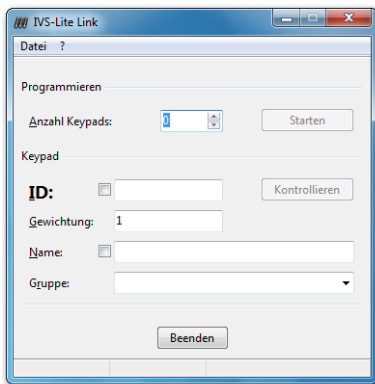 IVS-Lite Link
Datei ?
Programmieren
Anzahl Keypads: 0 Starten
Keypad
ID: Kontrollieren
Gewichtung: 1
Name:
Gruppe:
Beenden